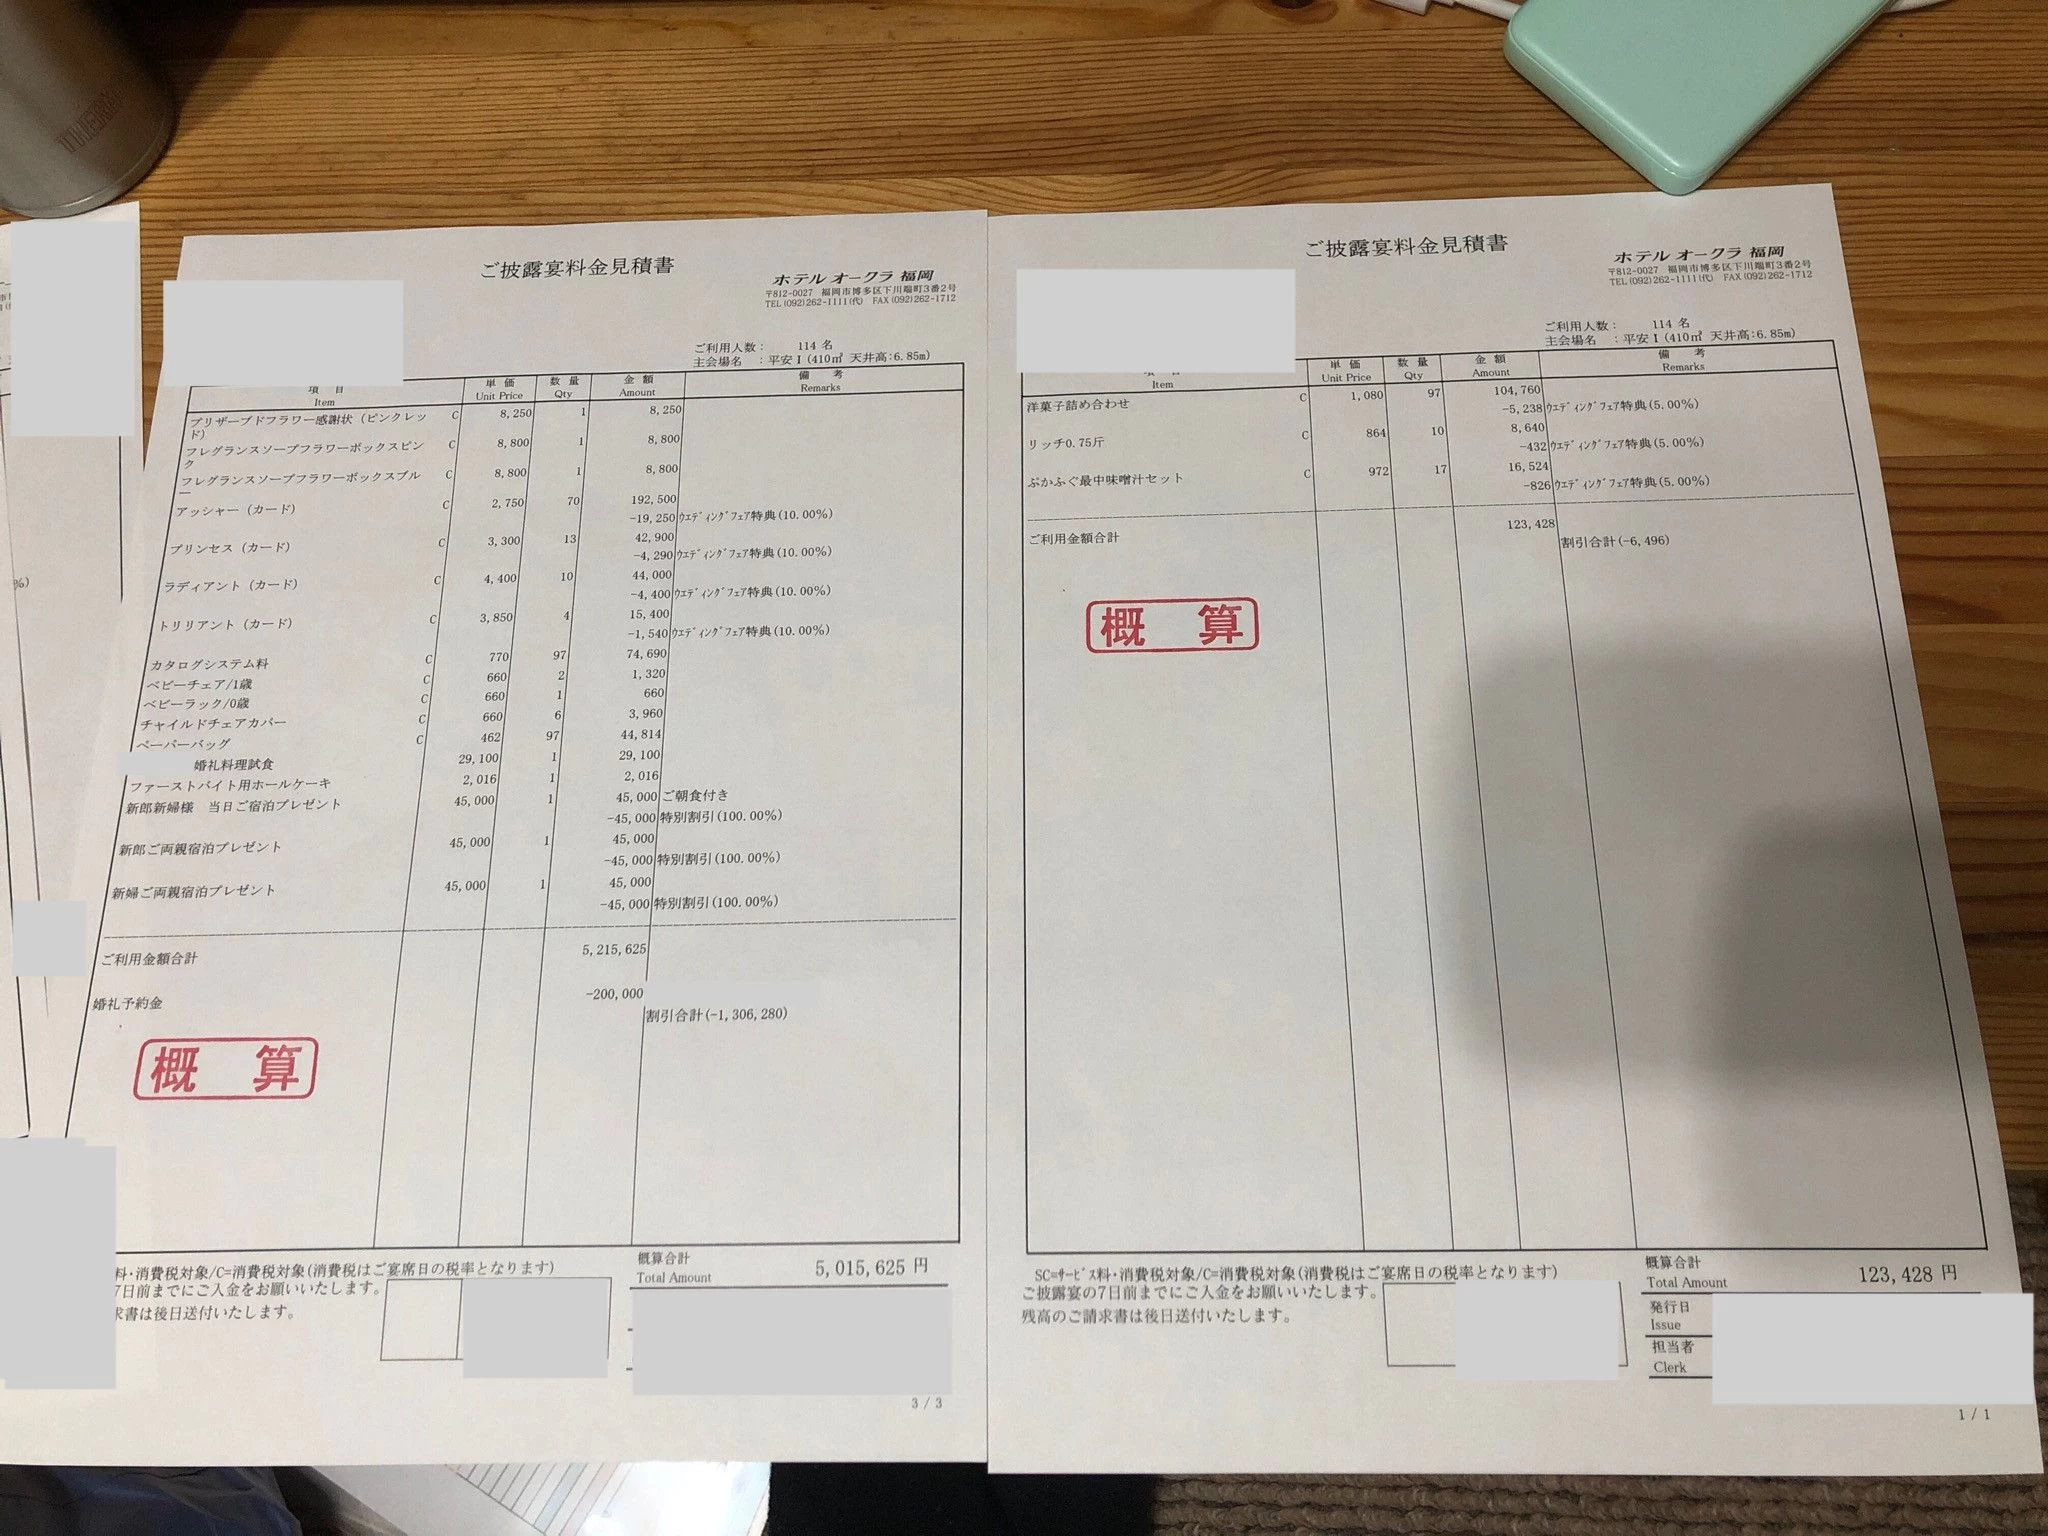 THERM
%)
ご披露宴料金見積書
ホテル オークラ 福岡
〒812-0027 福岡市博多区下川端町3番2号
TEL(092)262-1111(代) FAX(092)262-1712
ご利用人数: 114 名
主会場名 :平安Ⅰ(410㎡ 天井高:6.85m)
項 目 単 価 数 量 金 額 備 考
Item Unit Price Qty Amount Remarks
プリザーブドフラワー感謝状(ピンクレッド) C 8,250 1 8,250
フレグランスソープフラワーボックスピンク C 8,800 1 8,800
フレグランスソープフラワーボックスブルー C 8,800 1 8,800
アッシャー(カード) C 2,750 70 192,500
-19,250 ｳｴﾃﾞｨﾝｸﾞﾌｪｱ特典(10.00%)
プリンセス(カード) C 3,300 13 42,900
-4,290 ｳｴﾃﾞｨﾝｸﾞﾌｪｱ特典(10.00%)
ラディアント(カード) C 4,400 10 44,000
-4,400 ｳｴﾃﾞｨﾝｸﾞﾌｪｱ特典(10.00%)
トリリアント(カード) C 3,850 4 15,400
-1,540 ｳｴﾃﾞｨﾝｸﾞﾌｪｱ特典(10.00%)
カタログシステム料 C 770 97 74,690
ベビーチェア/1歳 C 660 2 1,320
ベビーラック/0歳 C 660 1 660
チャイルドチェアカバー C 660 6 3,960
ペーパーバッグ C 462 97 44,814
婚礼料理試食 29,100 1 29,100
ファーストバイト用ホールケーキ 2,016 1 2,016
新郎新婦様 当日ご宿泊プレゼント 45,000 1 45,000 ご朝食付き
-45,000 特別割引(100.00%)
新郎ご両親宿泊プレゼント 45,000 1 45,000
-45,000 特別割引(100.00%)
新婦ご両親宿泊プレゼント 45,000 1 45,000
-45,000 特別割引(100.00%)
ご利用金額合計 5,215,625
婚礼予約金 -200,000
割引合計(-1,306,280)
概 算
料・消費税対象/C=消費税対象(消費税はご宴席日の税率となります)
7日前までにご入金をお願いいたします。
求書は後日送付いたします。
概算合計
Total Amount 5,015,625 円
3 / 3
ご披露宴料金見積書
ホテル オークラ 福岡
〒812-0027 福岡市博多区下川端町3番2号
TEL(092)262-1111(代) FAX(092)262-1712
ご利用人数: 114 名
主会場名 :平安Ⅰ(410㎡ 天井高:6.85m)
単 価 数 量 金 額 備 考
Item Unit Price Qty Amount Remarks
洋菓子詰め合わせ C 1,080 97 104,760
-5,238 ｳｴﾃﾞｨﾝｸﾞﾌｪｱ特典(5.00%)
リッチ0.75斤 C 864 10 8,640
-432 ｳｴﾃﾞｨﾝｸﾞﾌｪｱ特典(5.00%)
ぷかふぐ最中味噌汁セット C 972 17 16,524
-826 ｳｴﾃﾞｨﾝｸﾞﾌｪｱ特典(5.00%)
ご利用金額合計 123,428
割引合計(-6,496)
概 算
SC=ｻｰﾋﾞｽ料・消費税対象/C=消費税対象(消費税はご宴席日の税率となります)
ご披露宴の7日前までにご入金をお願いいたします。
残高のご請求書は後日送付いたします。
概算合計
Total Amount 123,428 円
発行日
Issue
担当者
Clerk
1 / 1